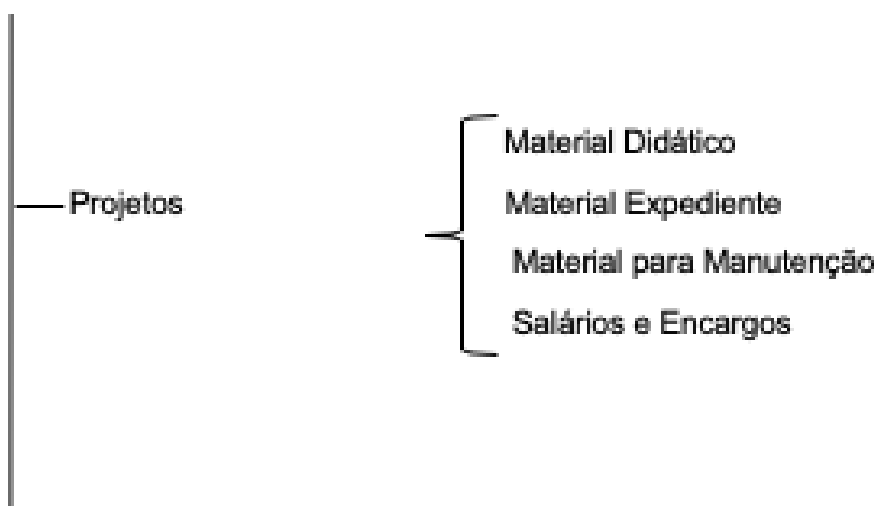 Material Didático
Projetos
Material Expediente
Material para Manutenção
Salários e Encargos